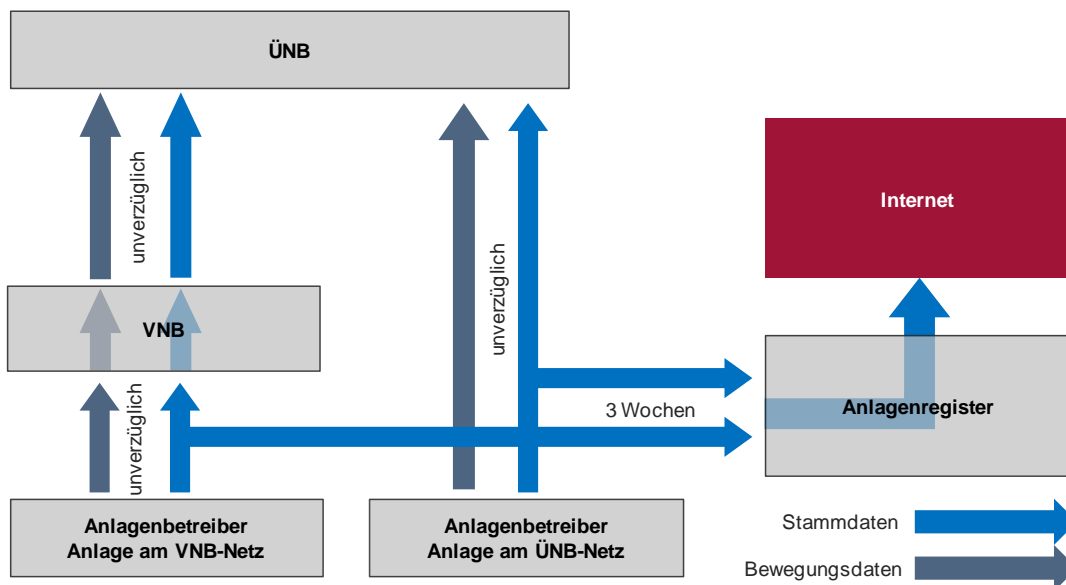 ÜNB
unverzüglich
Internet
unverzüglich
VNB
unverzüglich
3 Wochen
Anlagenregister
Anlagenbetreiber
Anlage am VNB-Netz
Anlagenbetreiber
Anlage am ÜNB-Netz
Stammdaten
Bewegungsdaten